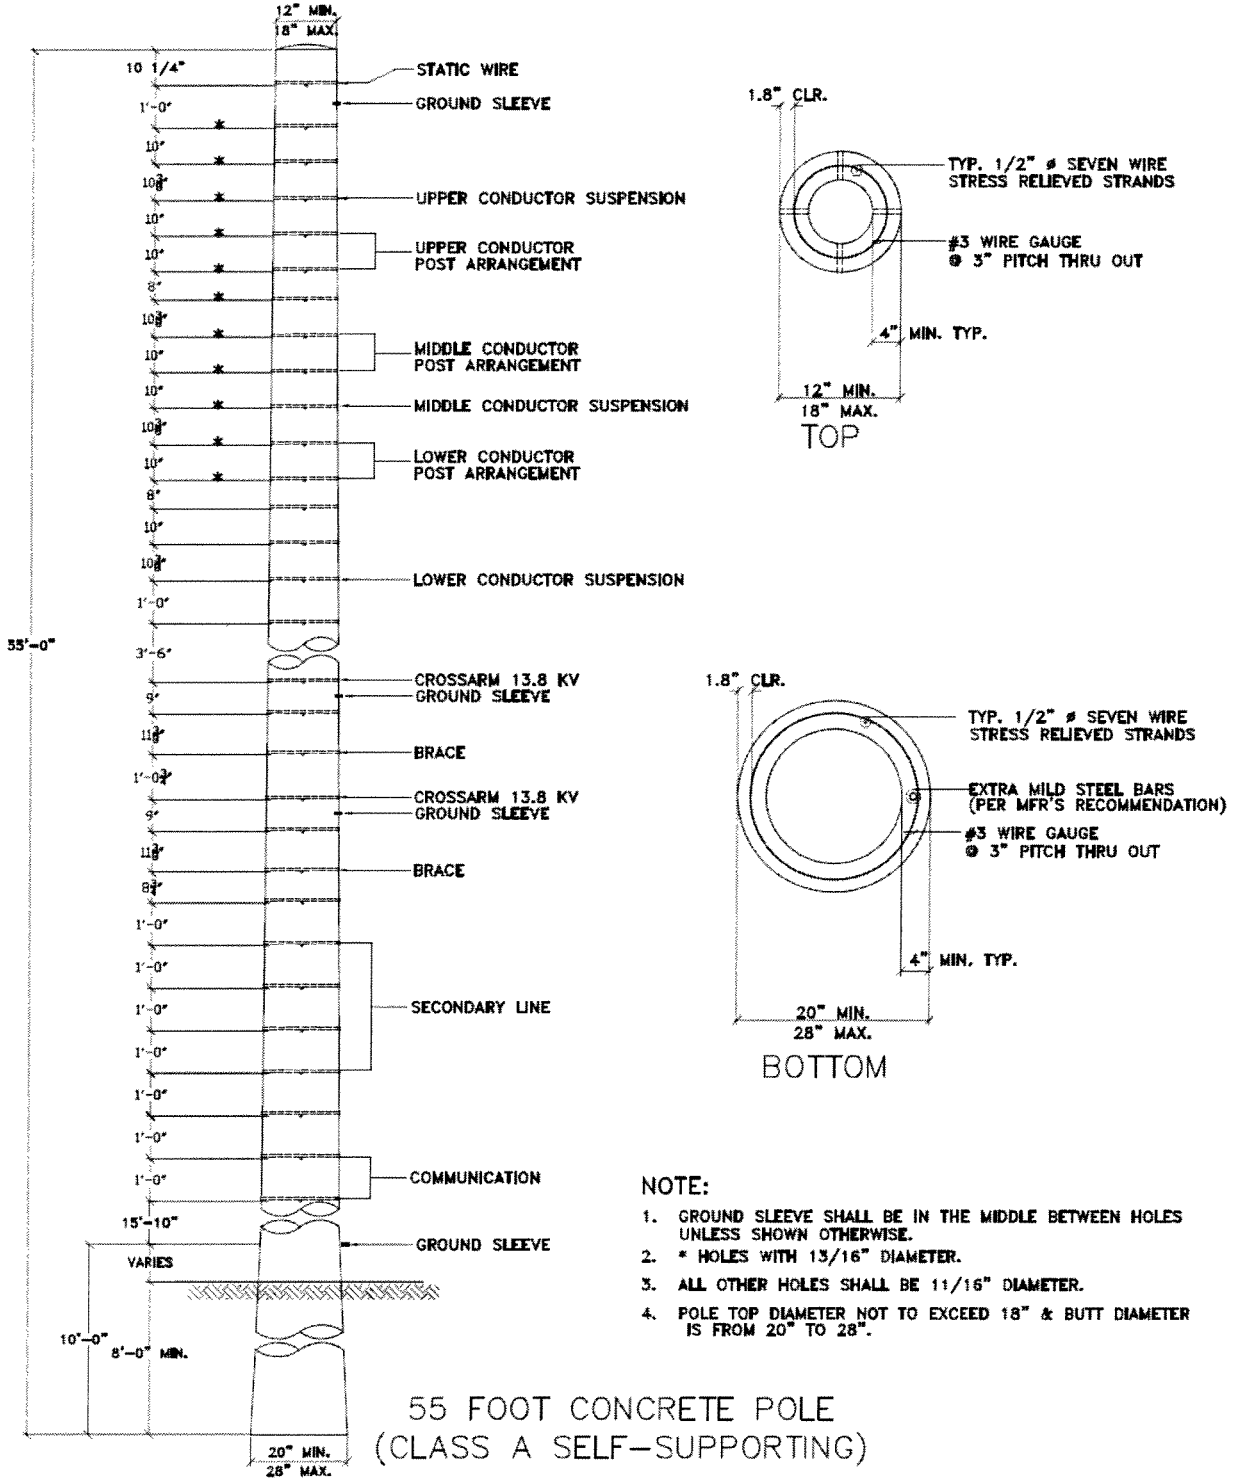 12" MIN.
18" MAX.
10 1/4"
STATIC WIRE
1'-0"
GROUND SLEEVE
*
10"
*
*
UPPER CONDUCTOR SUSPENSION
10"
*
10"
UPPER CONDUCTOR
POST ARRANGEMENT
*
8"
*
*
10"
MIDDLE CONDUCTOR
POST ARRANGEMENT
*
10"
*
MIDDLE CONDUCTOR SUSPENSION
*
10"
LOWER CONDUCTOR
POST ARRANGEMENT
*
8"
10"
LOWER CONDUCTOR SUSPENSION
1'-0"
55'-0"
3'-6"
CROSSARM 13.8 KV
GROUND SLEEVE
9"
BRACE
CROSSARM 13.8 KV
GROUND SLEEVE
9"
BRACE
1'-0"
1'-0"
1'-0"
SECONDARY LINE
1'-0"
1'-0"
1'-0"
1'-0"
COMMUNICATION
15'-10"
GROUND SLEEVE
VARIES
10'-0"
8'-0" MIN.
20" MIN.
28" MAX.
1.8" CLR.
TYP. 1/2" ø SEVEN WIRE
STRESS RELIEVED STRANDS
#3 WIRE GAUGE
@ 3" PITCH THRU OUT
4" MIN. TYP.
12" MIN.
18" MAX.
TOP
1.8" CLR.
TYP. 1/2" ø SEVEN WIRE
STRESS RELIEVED STRANDS
EXTRA MILD STEEL BARS
(PER MFR'S RECOMMENDATION)
#3 WIRE GAUGE
@ 3" PITCH THRU OUT
4" MIN. TYP.
20" MIN.
28" MAX.
BOTTOM
NOTE:
1. GROUND SLEEVE SHALL BE IN THE MIDDLE BETWEEN HOLES
UNLESS SHOWN OTHERWISE.
2. * HOLES WITH 13/16" DIAMETER.
3. ALL OTHER HOLES SHALL BE 11/16" DIAMETER.
4. POLE TOP DIAMETER NOT TO EXCEED 18" & BUTT DIAMETER
IS FROM 20" TO 28".
55 FOOT CONCRETE POLE
(CLASS A SELF-SUPPORTING)